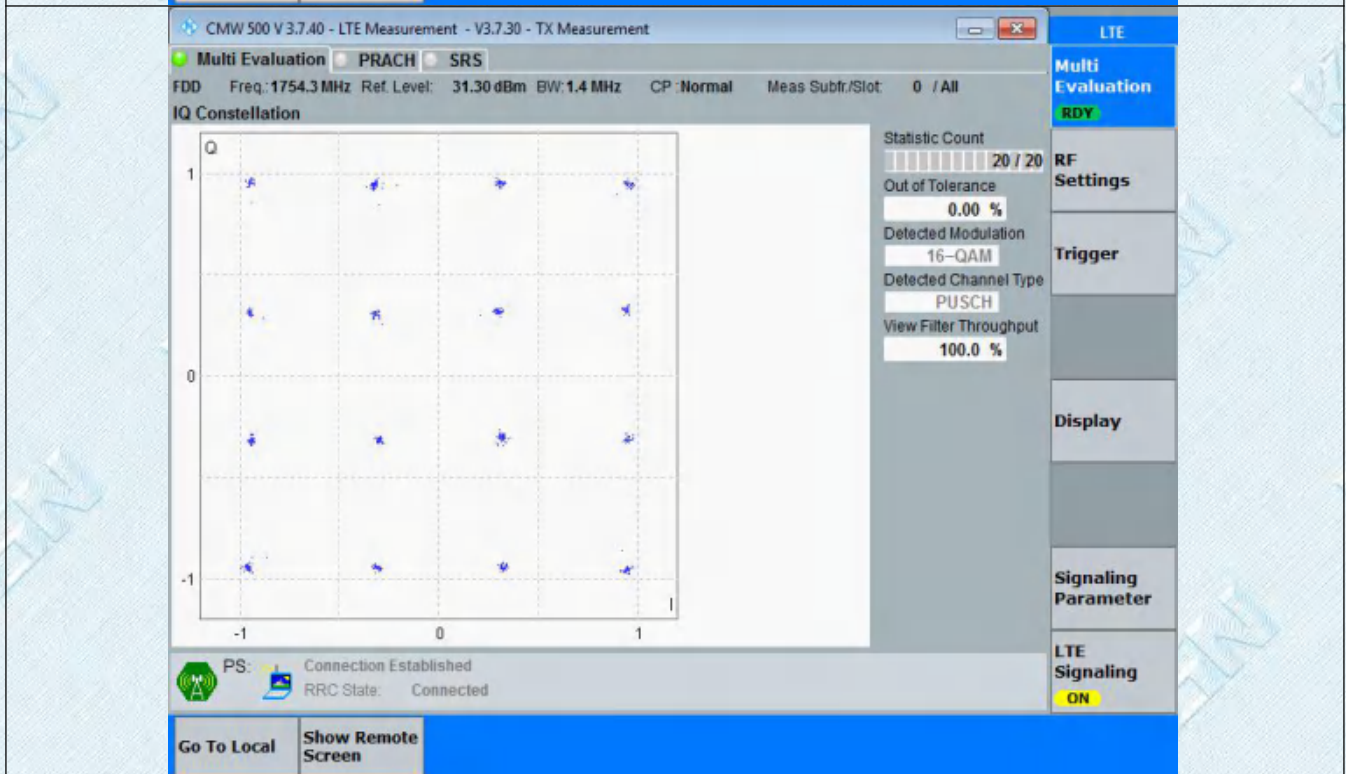 CMW 500 V 3.7.40 - LTE Measurement - V3.7.30 - TX Measurement
LTE
Multi Evaluation PRACH SRS
FDD Freq.: 1754.3 MHz Ref. Level: 31.30 dBm BW: 1.4 MHz CP :Normal Meas Subfr./Slot: 0 / All
IQ Constellation
Q
1
0
-1
-1 0 1
I
Statistic Count
20 / 20
Out of Tolerance
0.00 %
Detected Modulation
16-QAM
Detected Channel Type
PUSCH
View Filter Throughput
100.0 %
Multi
Evaluation
RDY
RF
Settings
Trigger
Display
Signaling
Parameter
LTE
Signaling
ON
PS: Connection Established
RRC State: Connected
Go To Local
Show Remote
Screen